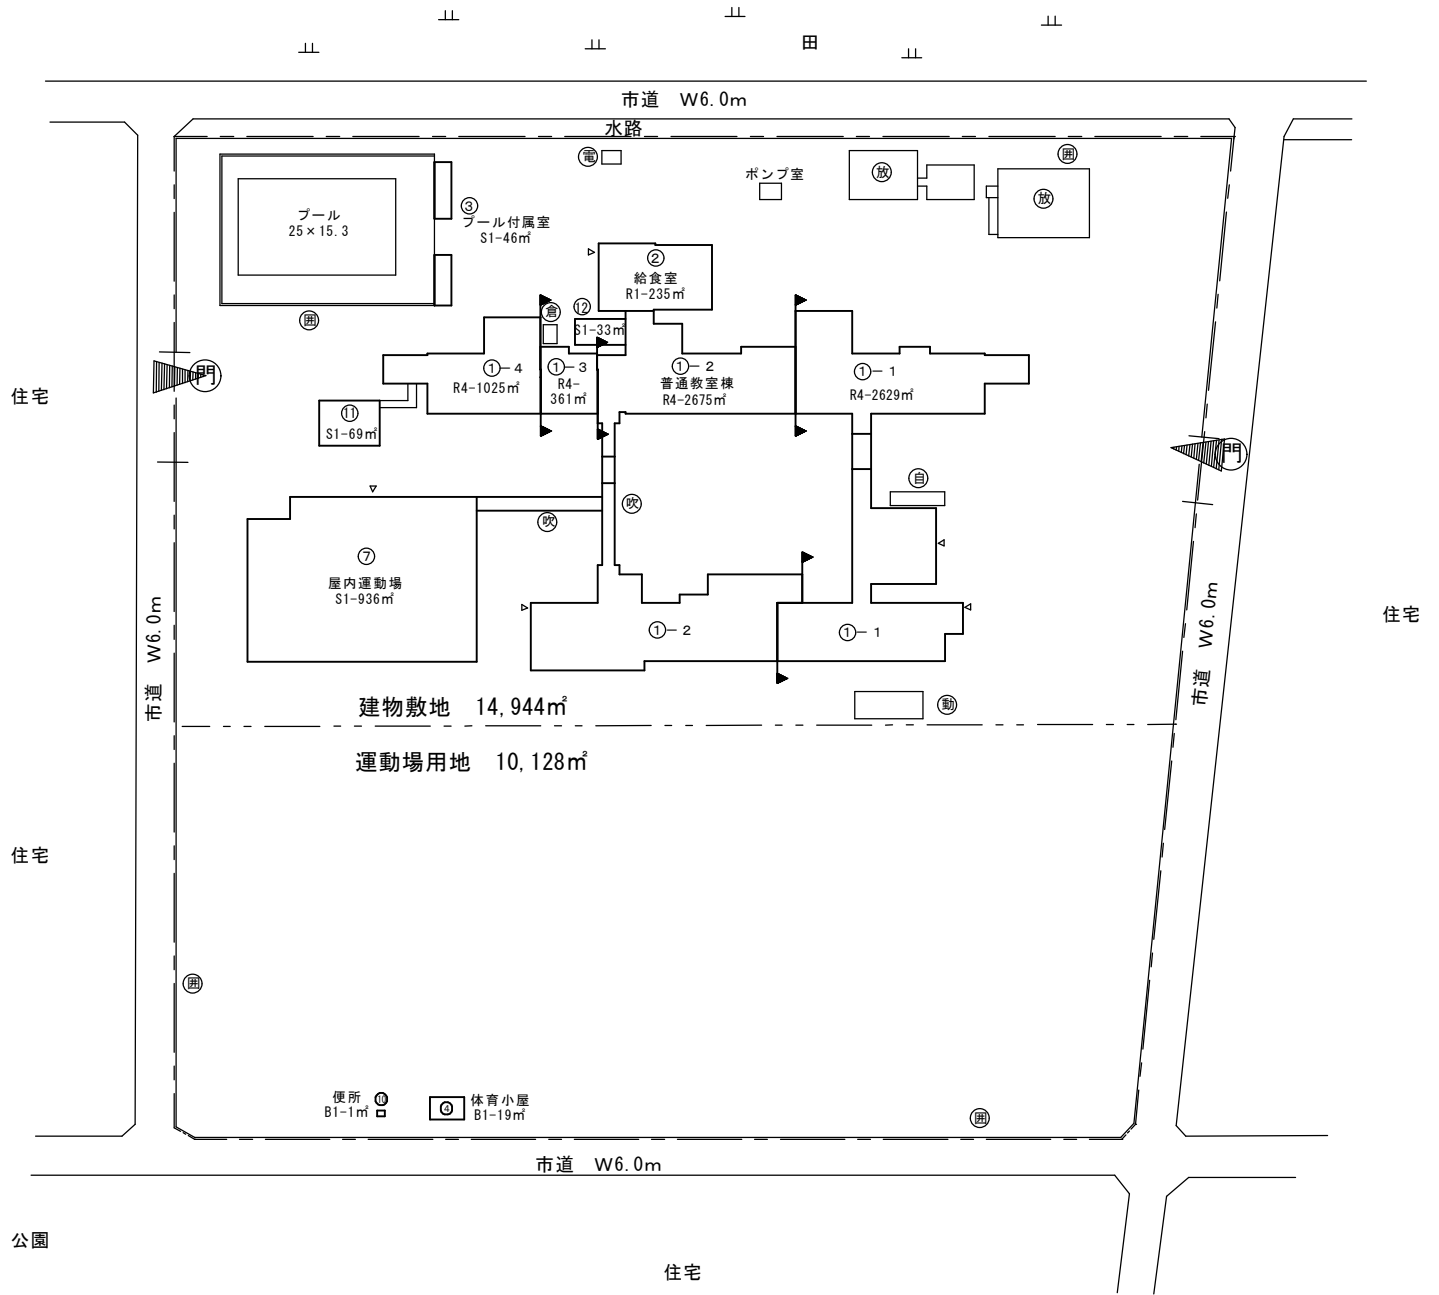 田
市道　W6.0m
水路
電
ポンプ室
放
囲
放
プール
25×15.3
③
プール付属室
S1-46㎡
②
給食室
R1-235㎡
囲
倉
⑫
S1-33㎡
門
①-4
R4-1025㎡
①-3
R4-
361㎡
①-2
普通教室棟
R4-2675㎡
①-1
R4-2629㎡
住宅
⑪
S1-69㎡
門
自
吹
吹
⑦
屋内運動場
S1-936㎡
①-2
①-1
住宅
市道　W6.0m
市道　W6.0m
建物敷地　14,944㎡
動
運動場用地　10,128㎡
住宅
囲
便所
⑩
B1-1㎡
④
体育小屋
B1-19㎡
囲
市道　W6.0m
公園
住宅